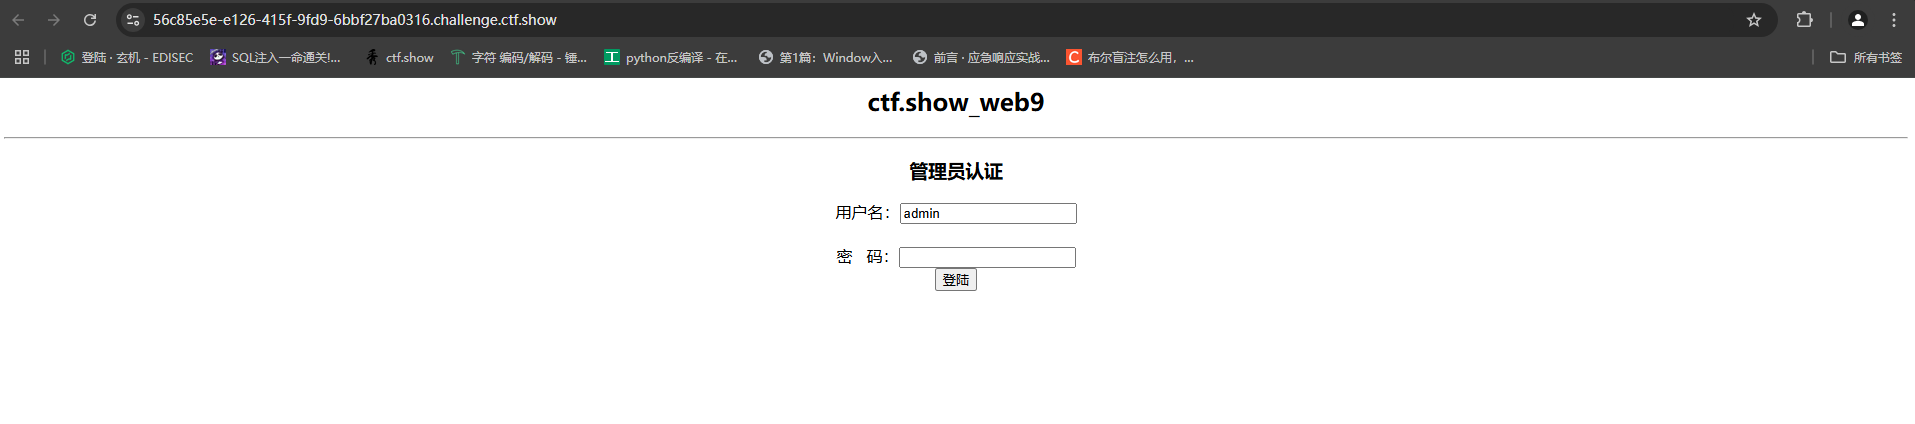 56c85e5e-e126-415f-9fd9-6bbf27ba0316.challenge.ctf.show
登陆 · 玄机 - EDISEC SQL注入一命通关!... ctf.show 字符 编码/解码 - 锤... python反编译 - 在... 第1篇：Window入... 前言 · 应急响应实战... 布尔盲注怎么用，... 所有书签
ctf.show_web9
管理员认证
用户名：admin
密 码：
登陆